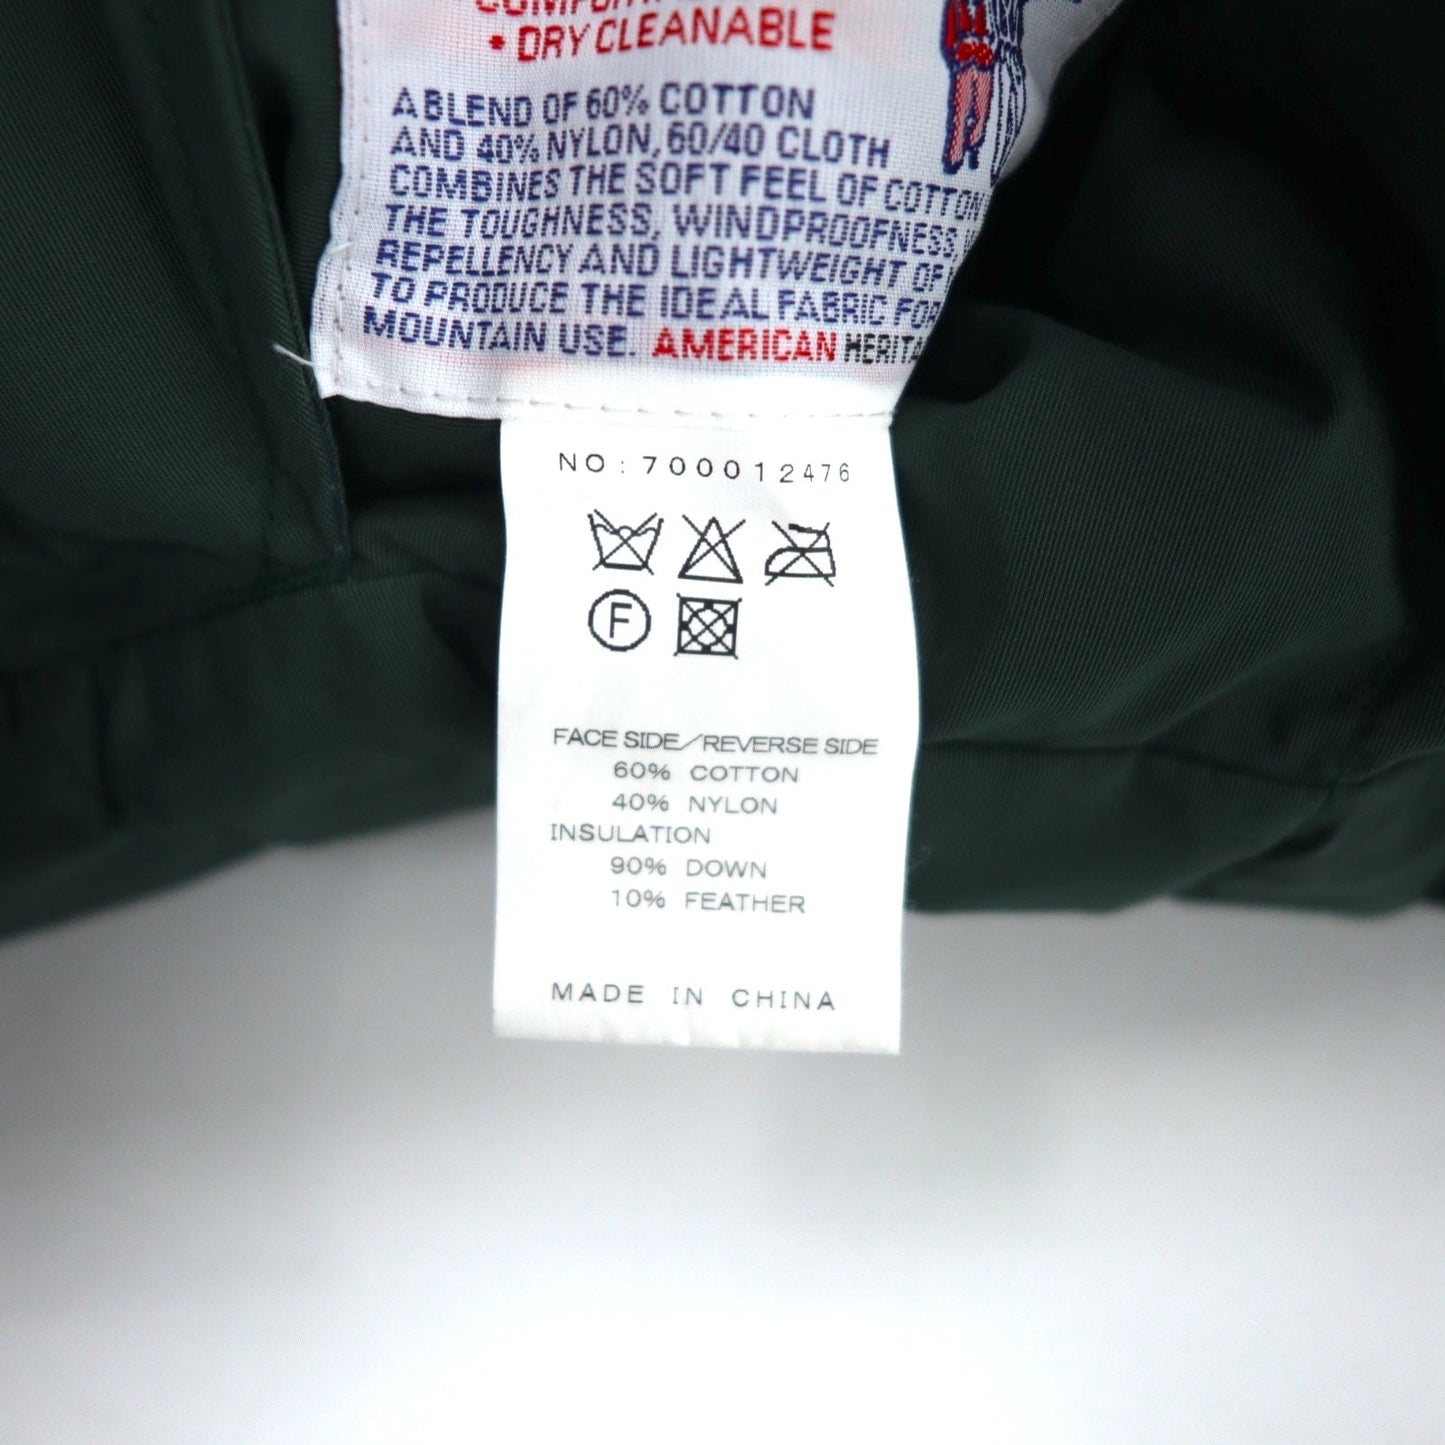 • DRY CLEANABLE
A BLEND OF 60% COTTON
AND 40% NYLON, 60/40 CLOTH
COMBINES THE SOFT FEEL OF COTTON
THE TOUGHNESS, WINDPROOFNESS
REPELLENCY AND LIGHTWEIGHT OF
TO PRODUCE THE IDEAL FABRIC FOR
MOUNTAIN USE. AMERICAN
NO: 700012476
F
FACE SIDE/REVERSE SIDE
60% COTTON
40% NYLON
INSULATION
90% DOWN
10% FEATHER
MADE IN CHINA